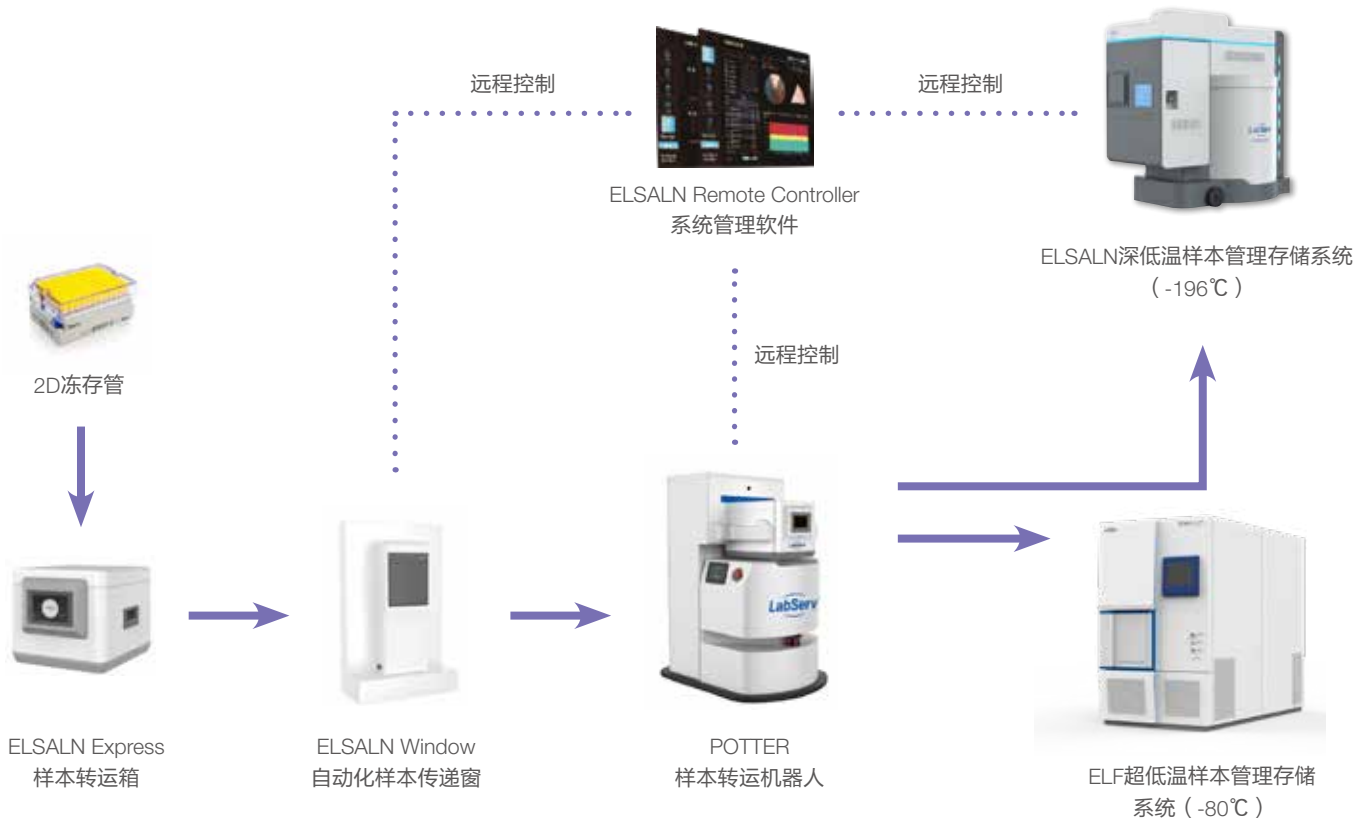 远程控制
远程控制
ELSALN Remote Controller
系统管理软件
ELSALN深低温样本管理存储系统
（-196℃）
2D冻存管
远程控制
LabServ
LabServ
ELSALN Express
样本转运箱
ELSALN Window
自动化样本传递窗
POTTER
样本转运机器人
ELF超低温样本管理存储
系统（-80℃）